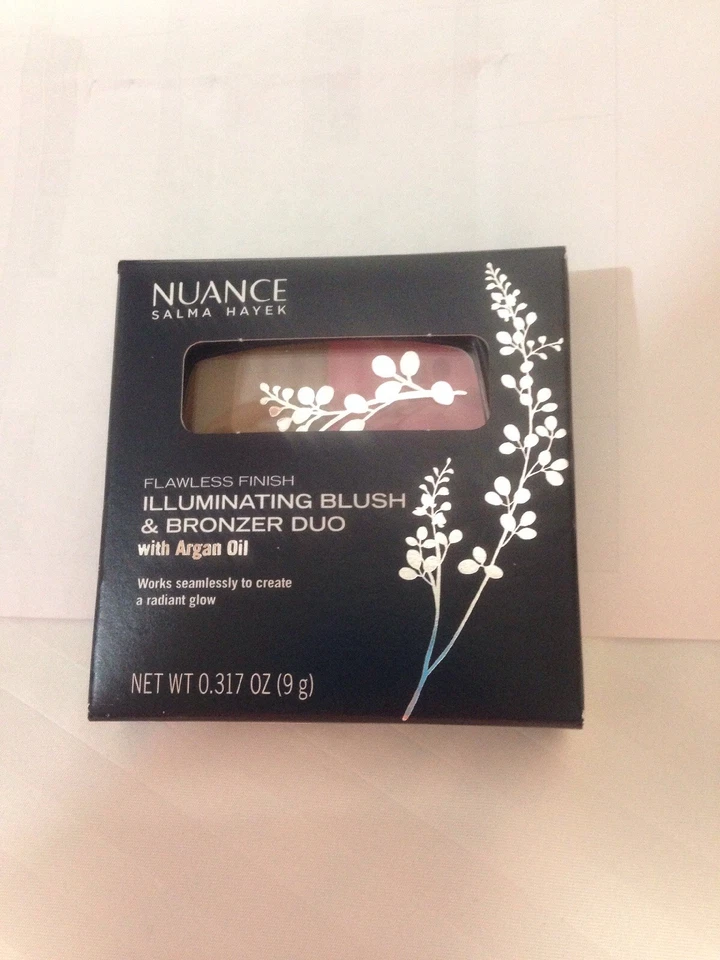 NUANCE
SALMA HAYEK
FLAWLESS FINISH
ILLUMINATING BLUSH
& BRONZER DUO
with Argan Oil
Works seamlessly to create
a radiant glow
NET WT 0.317 OZ (9 g)